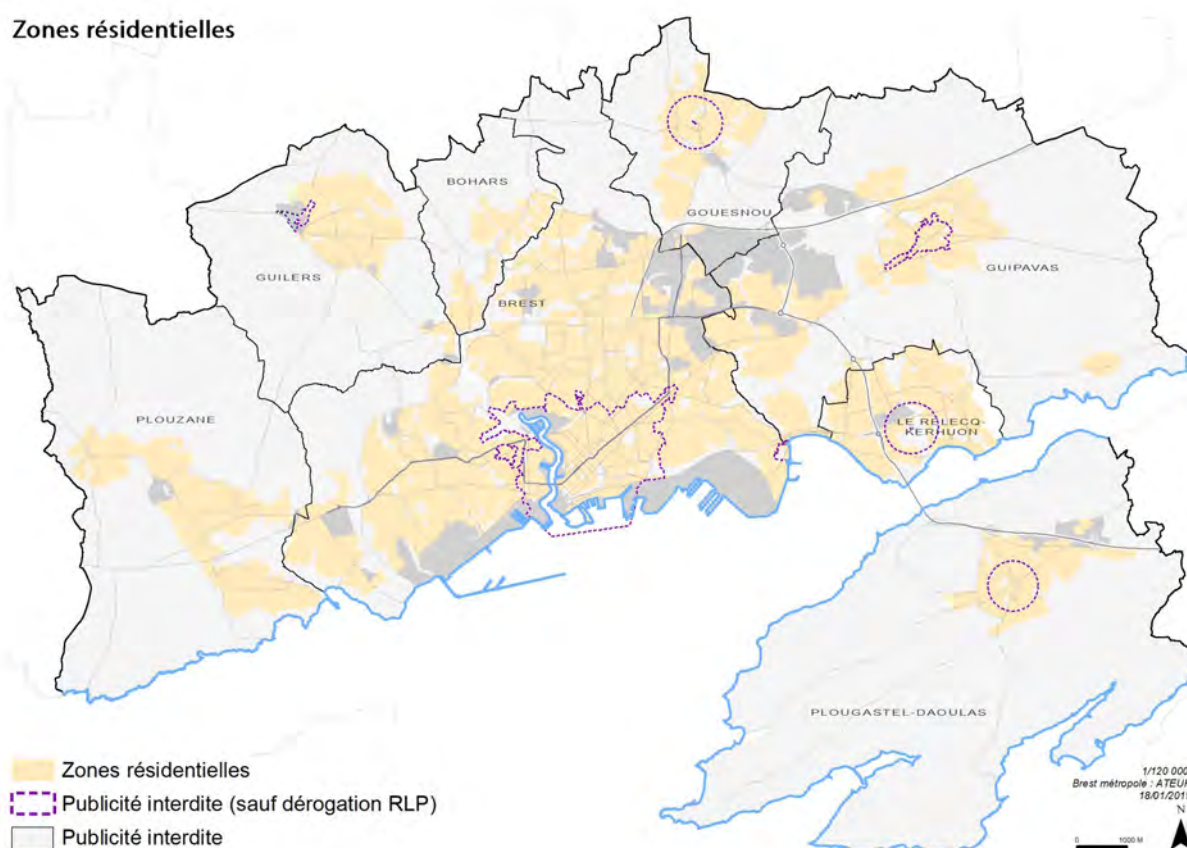 Zones résidentielles
BOHARS
GOUESNOU
GUILERS
GUIPAVAS
BREST
PLOUZANE
LE RELECQ-
KERHUON
PLOUGASTEL-DAOULAS
Zones résidentielles
Publicité interdite (sauf dérogation RLP)
Publicité interdite
1/120 000
Brest métropole : ATEUR
N
0 1000 M